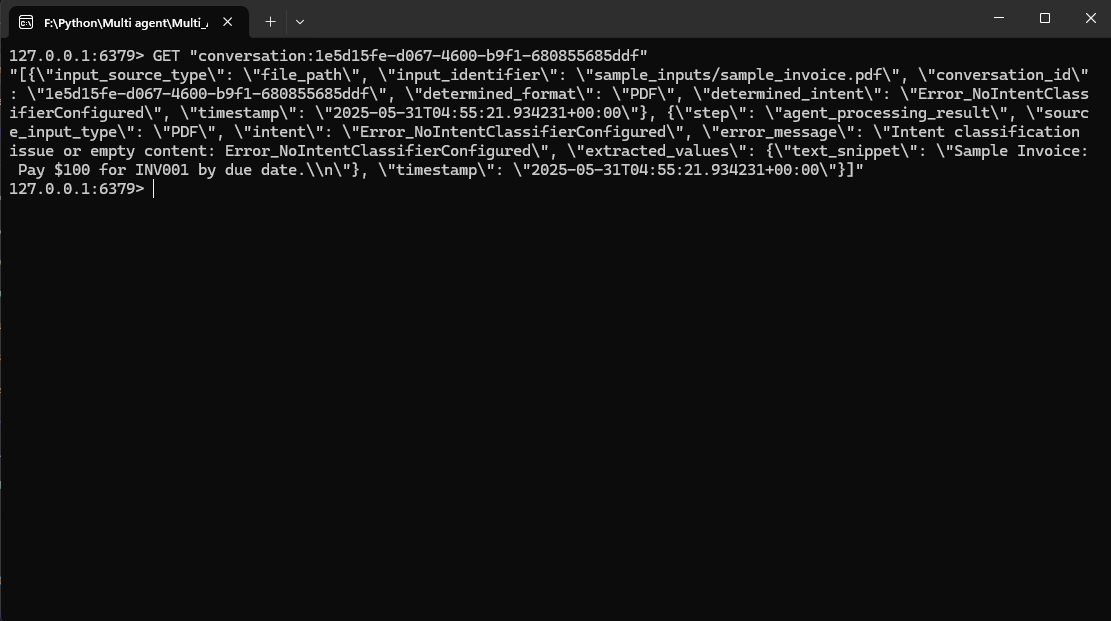 F:\Python\Multi agent\Multi_
127.0.0.1:6379> GET "conversation:1e5d15fe-d067-4600-b9f1-680855685ddf"
"[{\"input_source_type\": \"file_path\", \"input_identifier\": \"sample_inputs/sample_invoice.pdf\", \"conversation_id\"
: \"1e5d15fe-d067-4600-b9f1-680855685ddf\", \"determined_format\": \"PDF\", \"determined_intent\": \"Error_NoIntentClass
ifierConfigured\", \"timestamp\": \"2025-05-31T04:55:21.934231+00:00\"}, {\"step\": \"agent_processing_result\", \"sourc
e_input_type\": \"PDF\", \"intent\": \"Error_NoIntentClassifierConfigured\", \"error_message\": \"Intent classification
issue or empty content: Error_NoIntentClassifierConfigured\", \"extracted_values\": {\"text_snippet\": \"Sample Invoice:
 Pay $100 for INV001 by due date.\\n\"}, \"timestamp\": \"2025-05-31T04:55:21.934231+00:00\"}]"
127.0.0.1:6379>